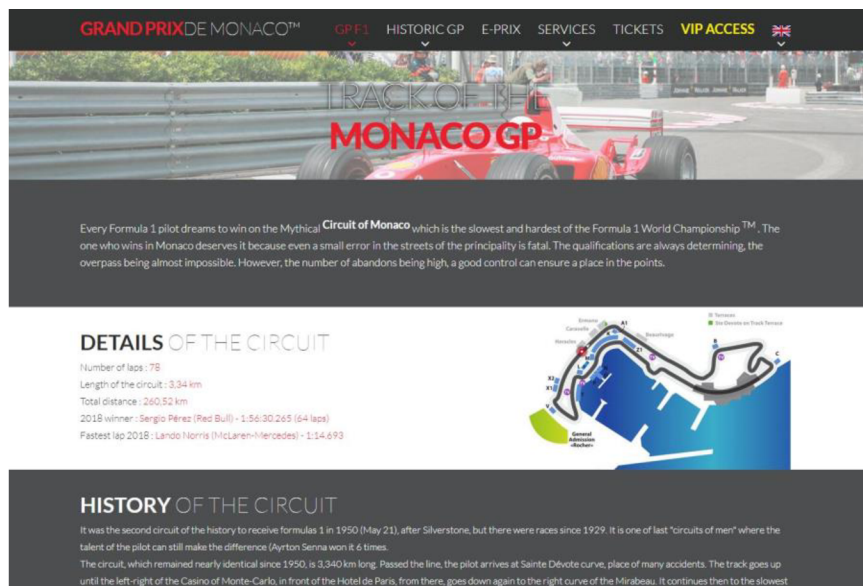 GRAND PRIXDE MONACO™ GP F1 HISTORIC GP E-PRIX SERVICES TICKETS VIP ACCESS
TRACK OF THE
MONACO GP
Every Formula 1 pilot dreams to win on the Mythical Circuit of Monaco which is the slowest and hardest of the Formula 1 World Championship TM . The
one who wins in Monaco deserves it because even a small error in the streets of the principality is fatal. The qualifications are always determining, the
overpass being almost impossible. However, the number of abandons being high, a good control can ensure a place in the points.
DETAILS OF THE CIRCUIT
Number of laps : 78
Length of the circuit : 3,34 km
Total distance : 260,52 km
2018 winner : Sergio Pérez (Red Bull) - 1:56:30.265 (64 laps)
Fastest lap 2018 : Lando Norris (McLaren-Mercedes) - 1:14.693
Terraces
Ermanno
Caravelle
A1
Beaurivage
Havacles
Z1
B
C
K
L
X2
X1
V
General
Admission
«Rocher»
HISTORY OF THE CIRCUIT
It was the second circuit of the history to receive formulas 1 in 1950 (May 21), after Silverstone, but there were races since 1929. It is one of last "circuits of men" where the
talent of the pilot can still make the difference (Ayrton Senna won it 6 times.
The circuit, which remained nearly identical since 1950, is 3,340 km long. Passed the line, the pilot arrives at Sainte Dévote curve, place of many accidents. The track goes up
until the left-right of the Casino of Monte-Carlo, in front of the Hotel de Paris, from there, goes down again to the right curve of the Mirabeau. It continues then to the slowest